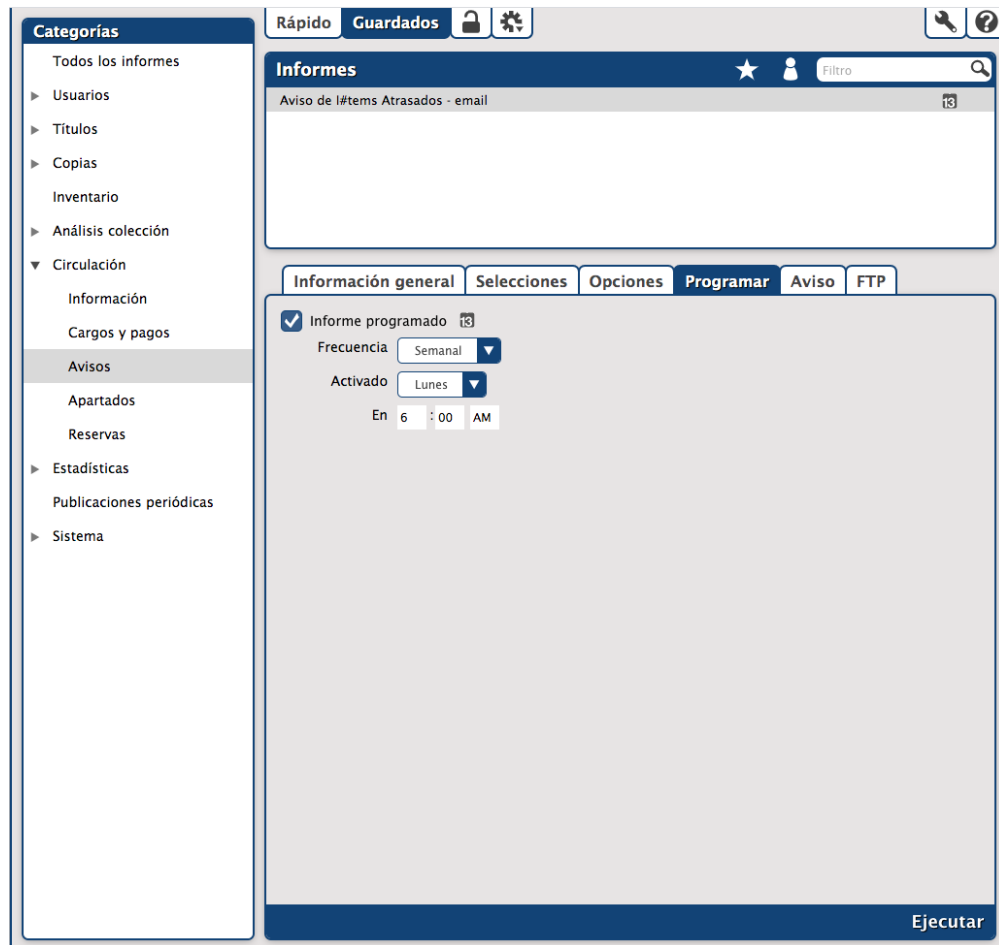 Categorías
Todos los informes
Usuarios
Títulos
Copias
Inventario
Análisis colección
Circulación
Información
Cargos y pagos
Avisos
Apartados
Reservas
Estadísticas
Publicaciones periódicas
Sistema
Rápido Guardados
Informes Filtro
Aviso de I#tems Atrasados - email 13
Información general Selecciones Opciones Programar Aviso FTP
Informe programado 13
Frecuencia Semanal
Activado Lunes
En 6 : 00 AM
Ejecutar